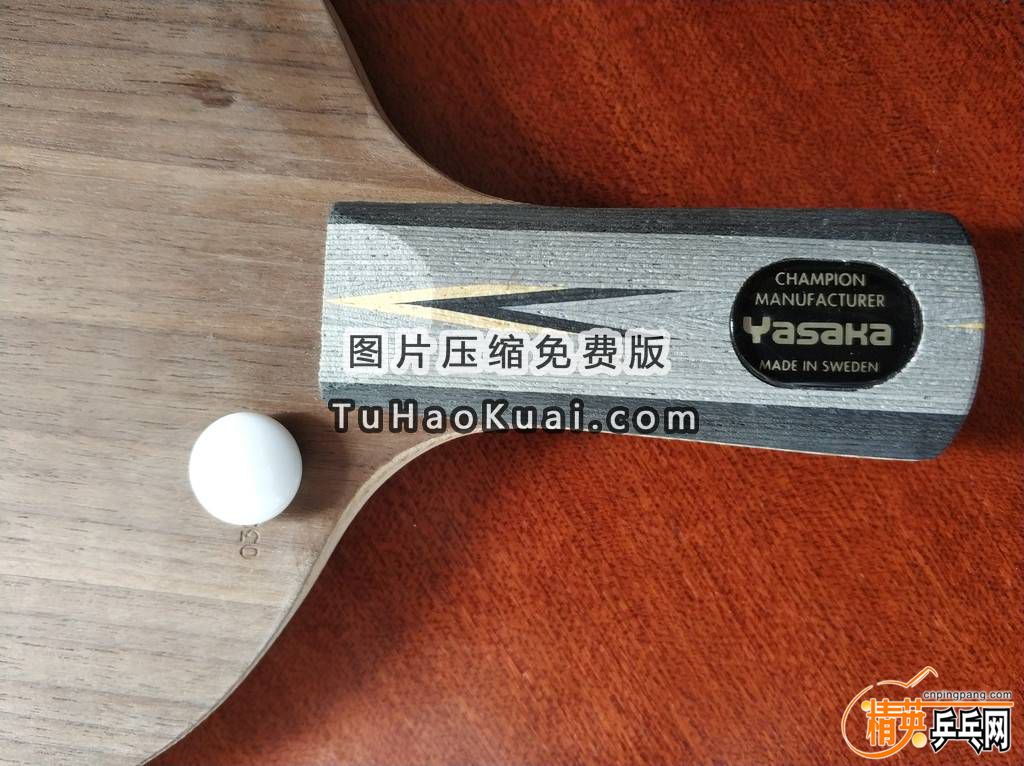 CHAMPION
MANUFACTURER
Yasaka
MADE IN SWEDEN
图片压缩免费版
TuHaoKuai.com
03
cnpingpang.com
精英乒乓网